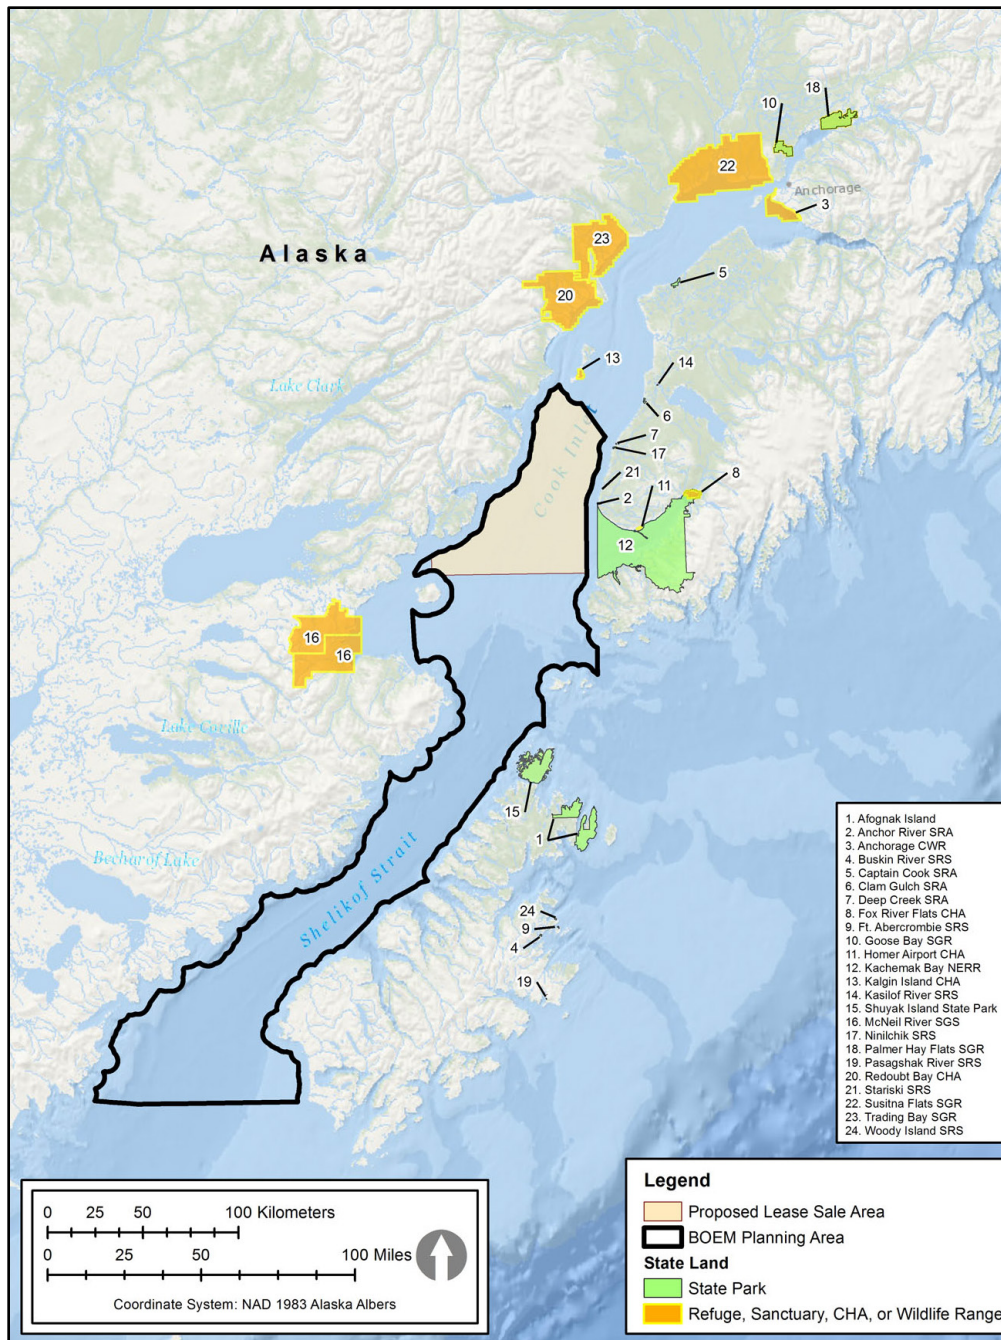 18
10
22
Anchorage
3
Alaska
23
5
20
13
14
Lake Clark
6
Cook Inlet
7
17
21
11
8
2
12
16
16
Lake Coville
15
1
Becharof Lake
Shelikof Strait
24
9
4
19
1. Afognak Island
2. Anchor River SRA
3. Anchorage CWR
4. Buskin River SRS
5. Captain Cook SRA
6. Clam Gulch SRA
7. Deep Creek SRA
8. Fox River Flats CHA
9. Ft. Abercrombie SRS
10. Goose Bay SGR
11. Homer Airport CHA
12. Kachemak Bay NERR
13. Kalgin Island CHA
14. Kasilof River SRS
15. Shuyak Island State Park
16. McNeil River SGS
17. Ninilchik SRS
18. Palmer Hay Flats SGR
19. Pasagshak River SRS
20. Redoubt Bay CHA
21. Stariski SRS
22. Susitna Flats SGR
23. Trading Bay SGR
24. Woody Island SRS
Legend
Proposed Lease Sale Area
BOEM Planning Area
State Land
State Park
Refuge, Sanctuary, CHA, or Wildlife Range
0 25 50 100 Kilometers
0 25 50 100 Miles
Coordinate System: NAD 1983 Alaska Albers